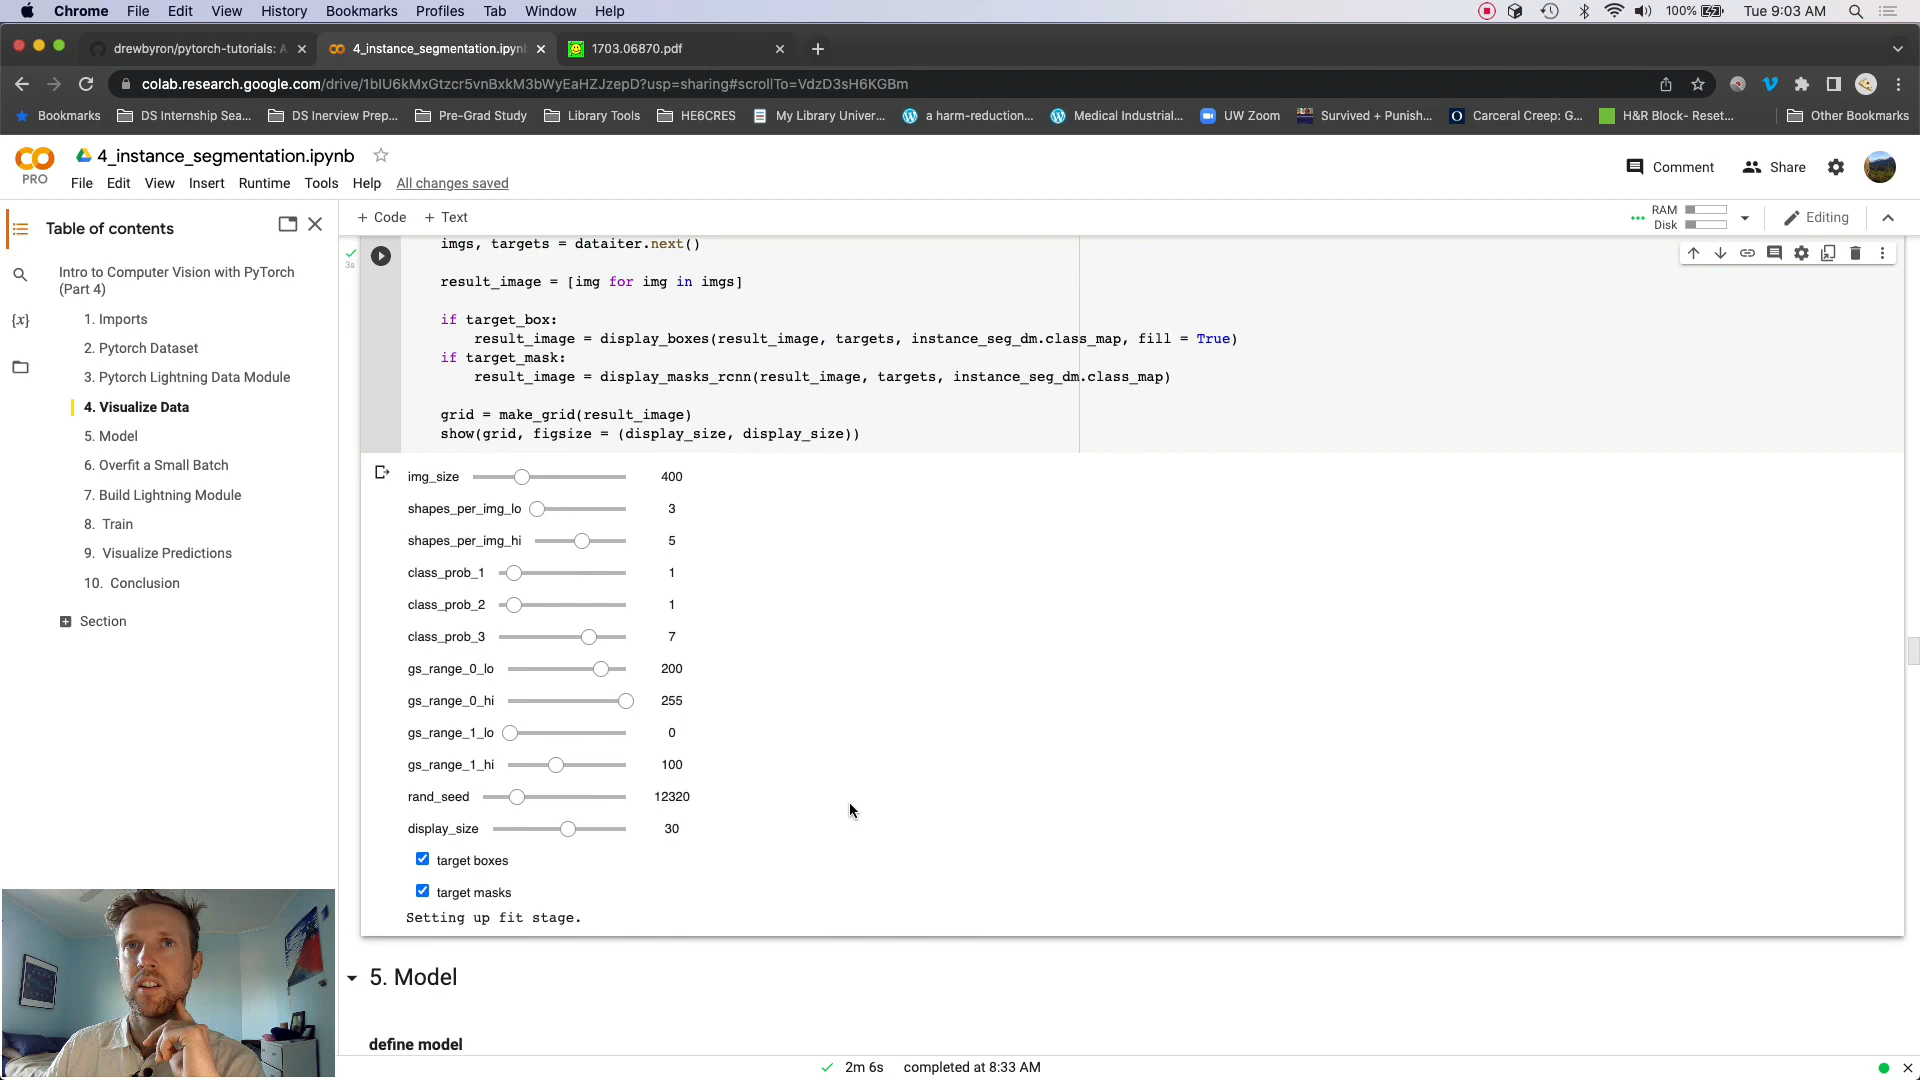 Chrome File Edit View History Bookmarks Profiles Tab Window Help 100% Tue 9:03 AM
drewbyron/pytorch-tutorials: A 4_instance_segmentation.ipyn 1703.06870.pdf
colab.research.google.com/drive/1bIU6kMxGtzcr5vnBxkM3bWyEaHZJzepD?usp=sharing#scrollTo=VdzD3sH6KGBm
Bookmarks DS Internship Sea... DS Inerview Prep... Pre-Grad Study Library Tools HE6CRES My Library Univer... a harm-reduction... Medical Industrial... UW Zoom Survived + Punish... Carceral Creep: G... H&R Block- Reset... Other Bookmarks
CO PRO
4_instance_segmentation.ipynb
Comment Share
File Edit View Insert Runtime Tools Help All changes saved
+ Code + Text
RAM
Disk
Editing
Table of contents
Intro to Computer Vision with PyTorch
(Part 4)
1. Imports
2. Pytorch Dataset
3. Pytorch Lightning Data Module
4. Visualize Data
5. Model
6. Overfit a Small Batch
7. Build Lightning Module
8. Train
9. Visualize Predictions
10. Conclusion
Section
{x}
3s
imgs, targets = dataiter.next()
result_image = [img for img in imgs]
if target_box:
result_image = display_boxes(result_image, targets, instance_seg_dm.class_map, fill = True)
if target_mask:
result_image = display_masks_rcnn(result_image, targets, instance_seg_dm.class_map)
grid = make_grid(result_image)
show(grid, figsize = (display_size, display_size))
img_size 400
shapes_per_img_lo 3
shapes_per_img_hi 5
class_prob_1 1
class_prob_2 1
class_prob_3 7
gs_range_0_lo 200
gs_range_0_hi 255
gs_range_1_lo 0
gs_range_1_hi 100
rand_seed 12320
display_size 30
target boxes
target masks
Setting up fit stage.
5. Model
define model
2m 6s completed at 8:33 AM